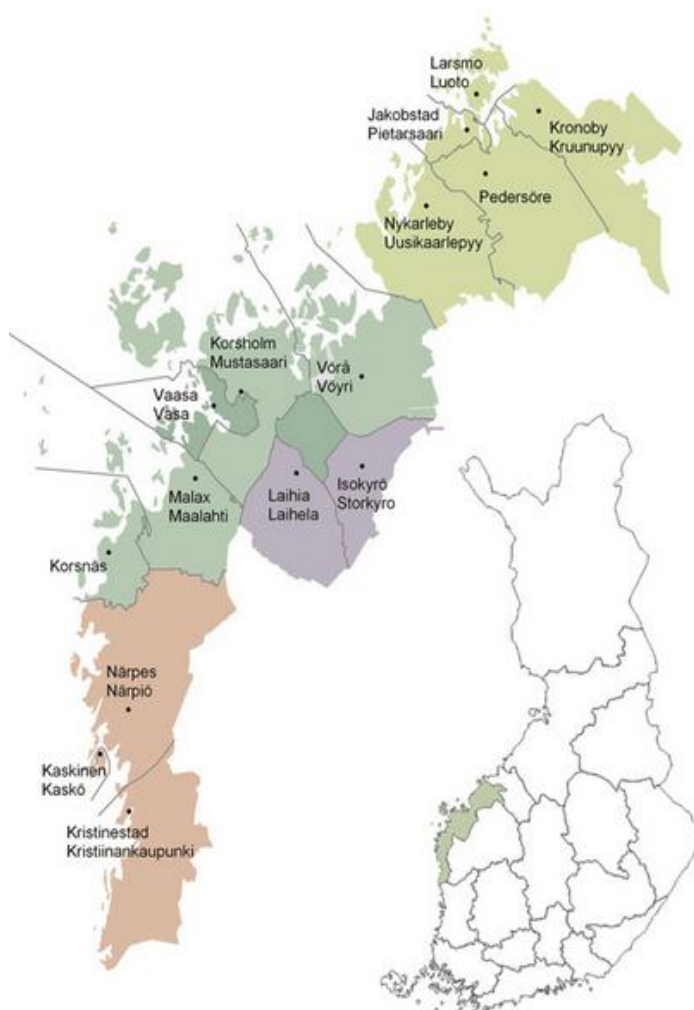 Larsmo
Luoto
Jakobstad
Pietarsaari
Kronoby
Kruunupyy
Pedersöre
Nykarleby
Uusikaarlepyy
Korsholm
Mustasaari
Vörå
Vöyri
Vaasa
Vasa
Malax
Maalahti
Laihia
Laihela
Isokyrö
Storkyro
Korsnäs
Närpes
Närpiö
Kaskinen
Kaskö
Kristinestad
Kristiinankaupunki